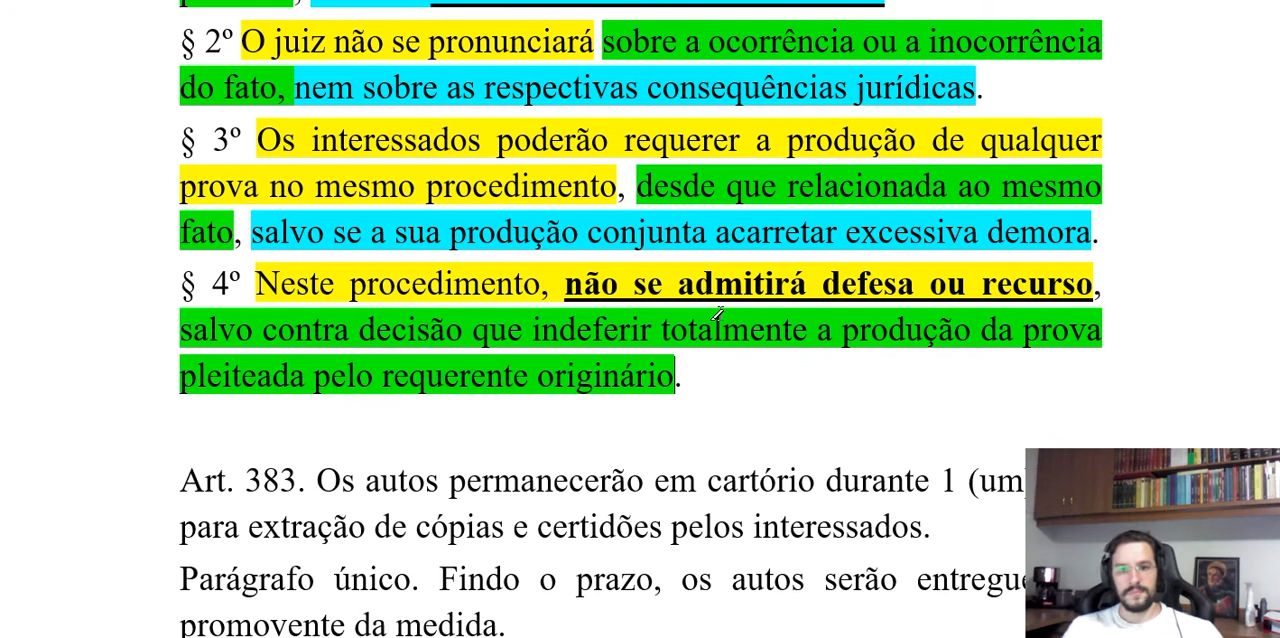 § 2º O juiz não se pronunciará sobre a ocorrência ou a inocorrência
do fato, nem sobre as respectivas consequências jurídicas.
§ 3º Os interessados poderão requerer a produção de qualquer
prova no mesmo procedimento, desde que relacionada ao mesmo
fato, salvo se a sua produção conjunta acarretar excessiva demora.
§ 4º Neste procedimento, não se admitirá defesa ou recurso,
salvo contra decisão que indeferir totalmente a produção da prova
pleiteada pelo requerente originário.
Art. 383. Os autos permanecerão em cartório durante 1 (um)
para extração de cópias e certidões pelos interessados.
Parágrafo único. Findo o prazo, os autos serão entregue
promovente da medida.